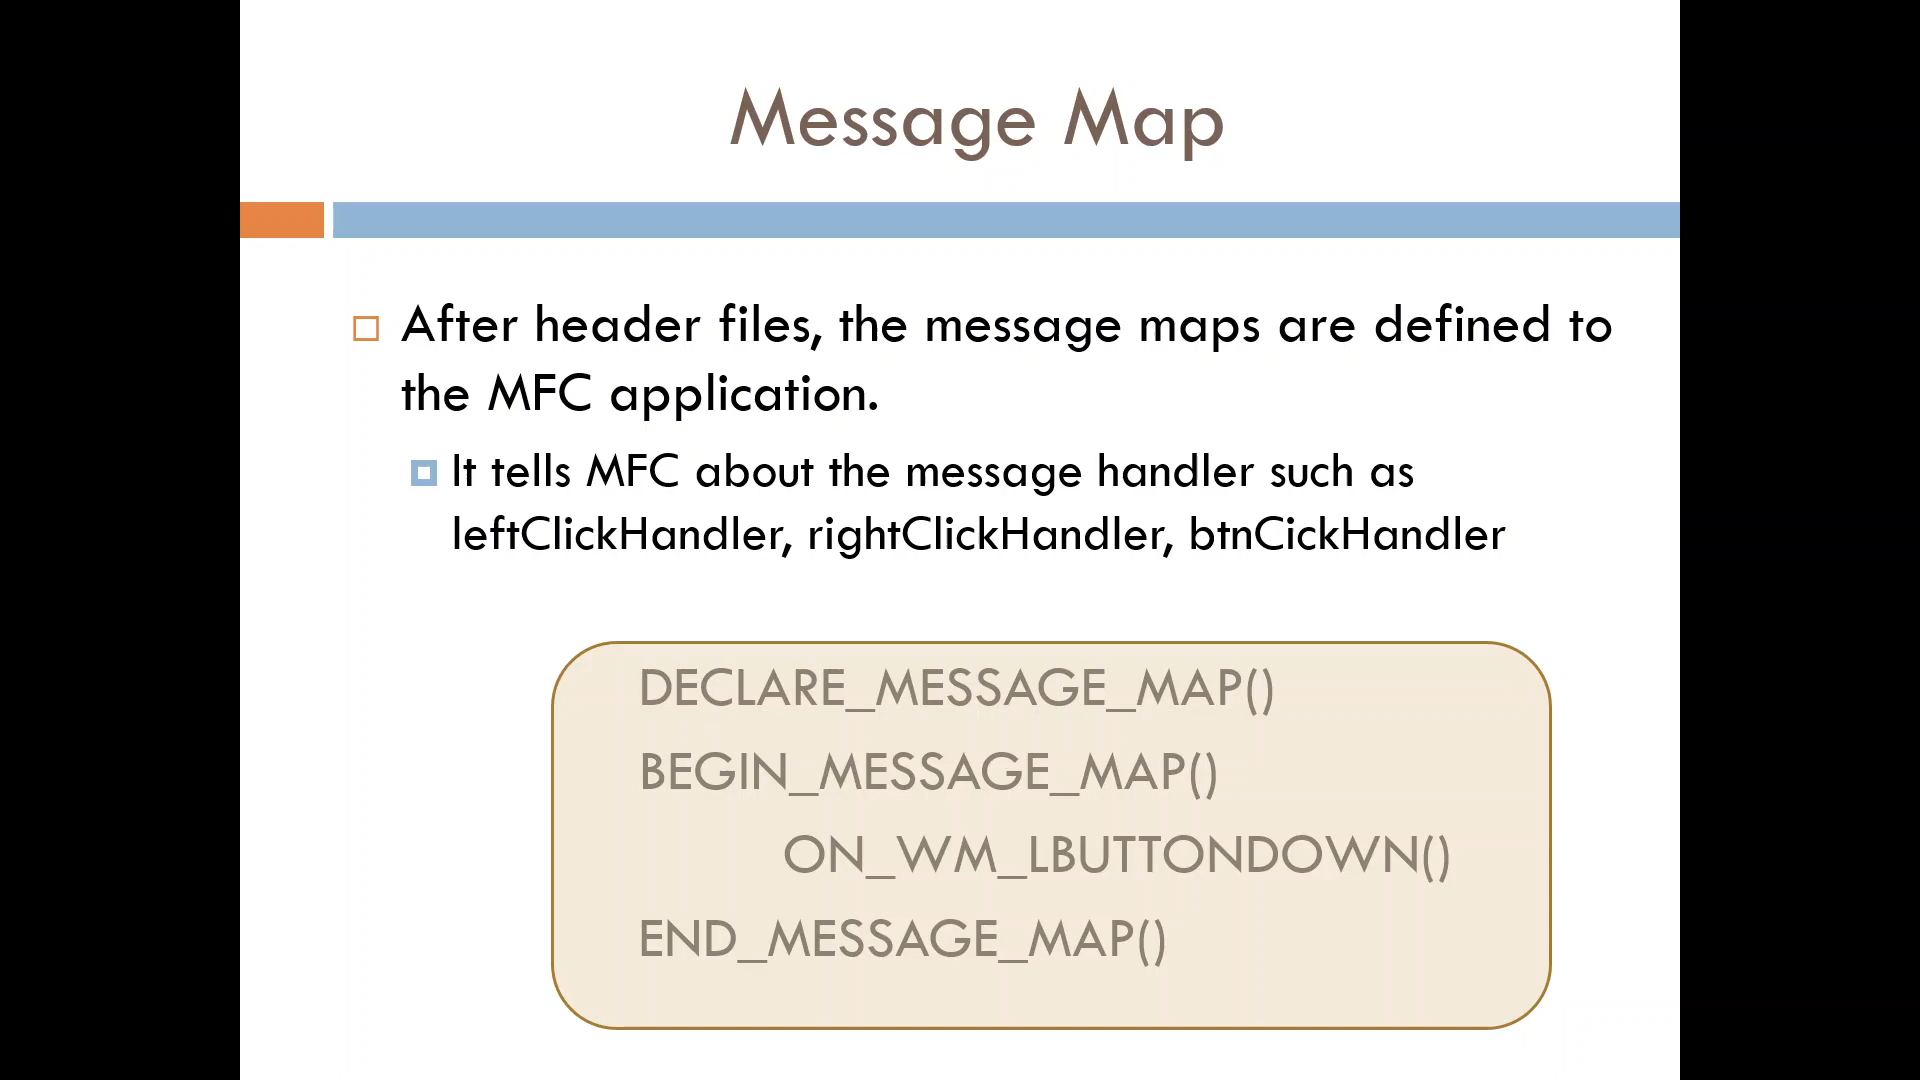 Message Map
After header files, the message maps are defined to
the MFC application.
It tells MFC about the message handler such as
leftClickHandler, rightClickHandler, btnCickHandler
DECLARE_MESSAGE_MAP()
BEGIN_MESSAGE_MAP()
ON_WM_LBUTTONDOWN()
END_MESSAGE_MAP()